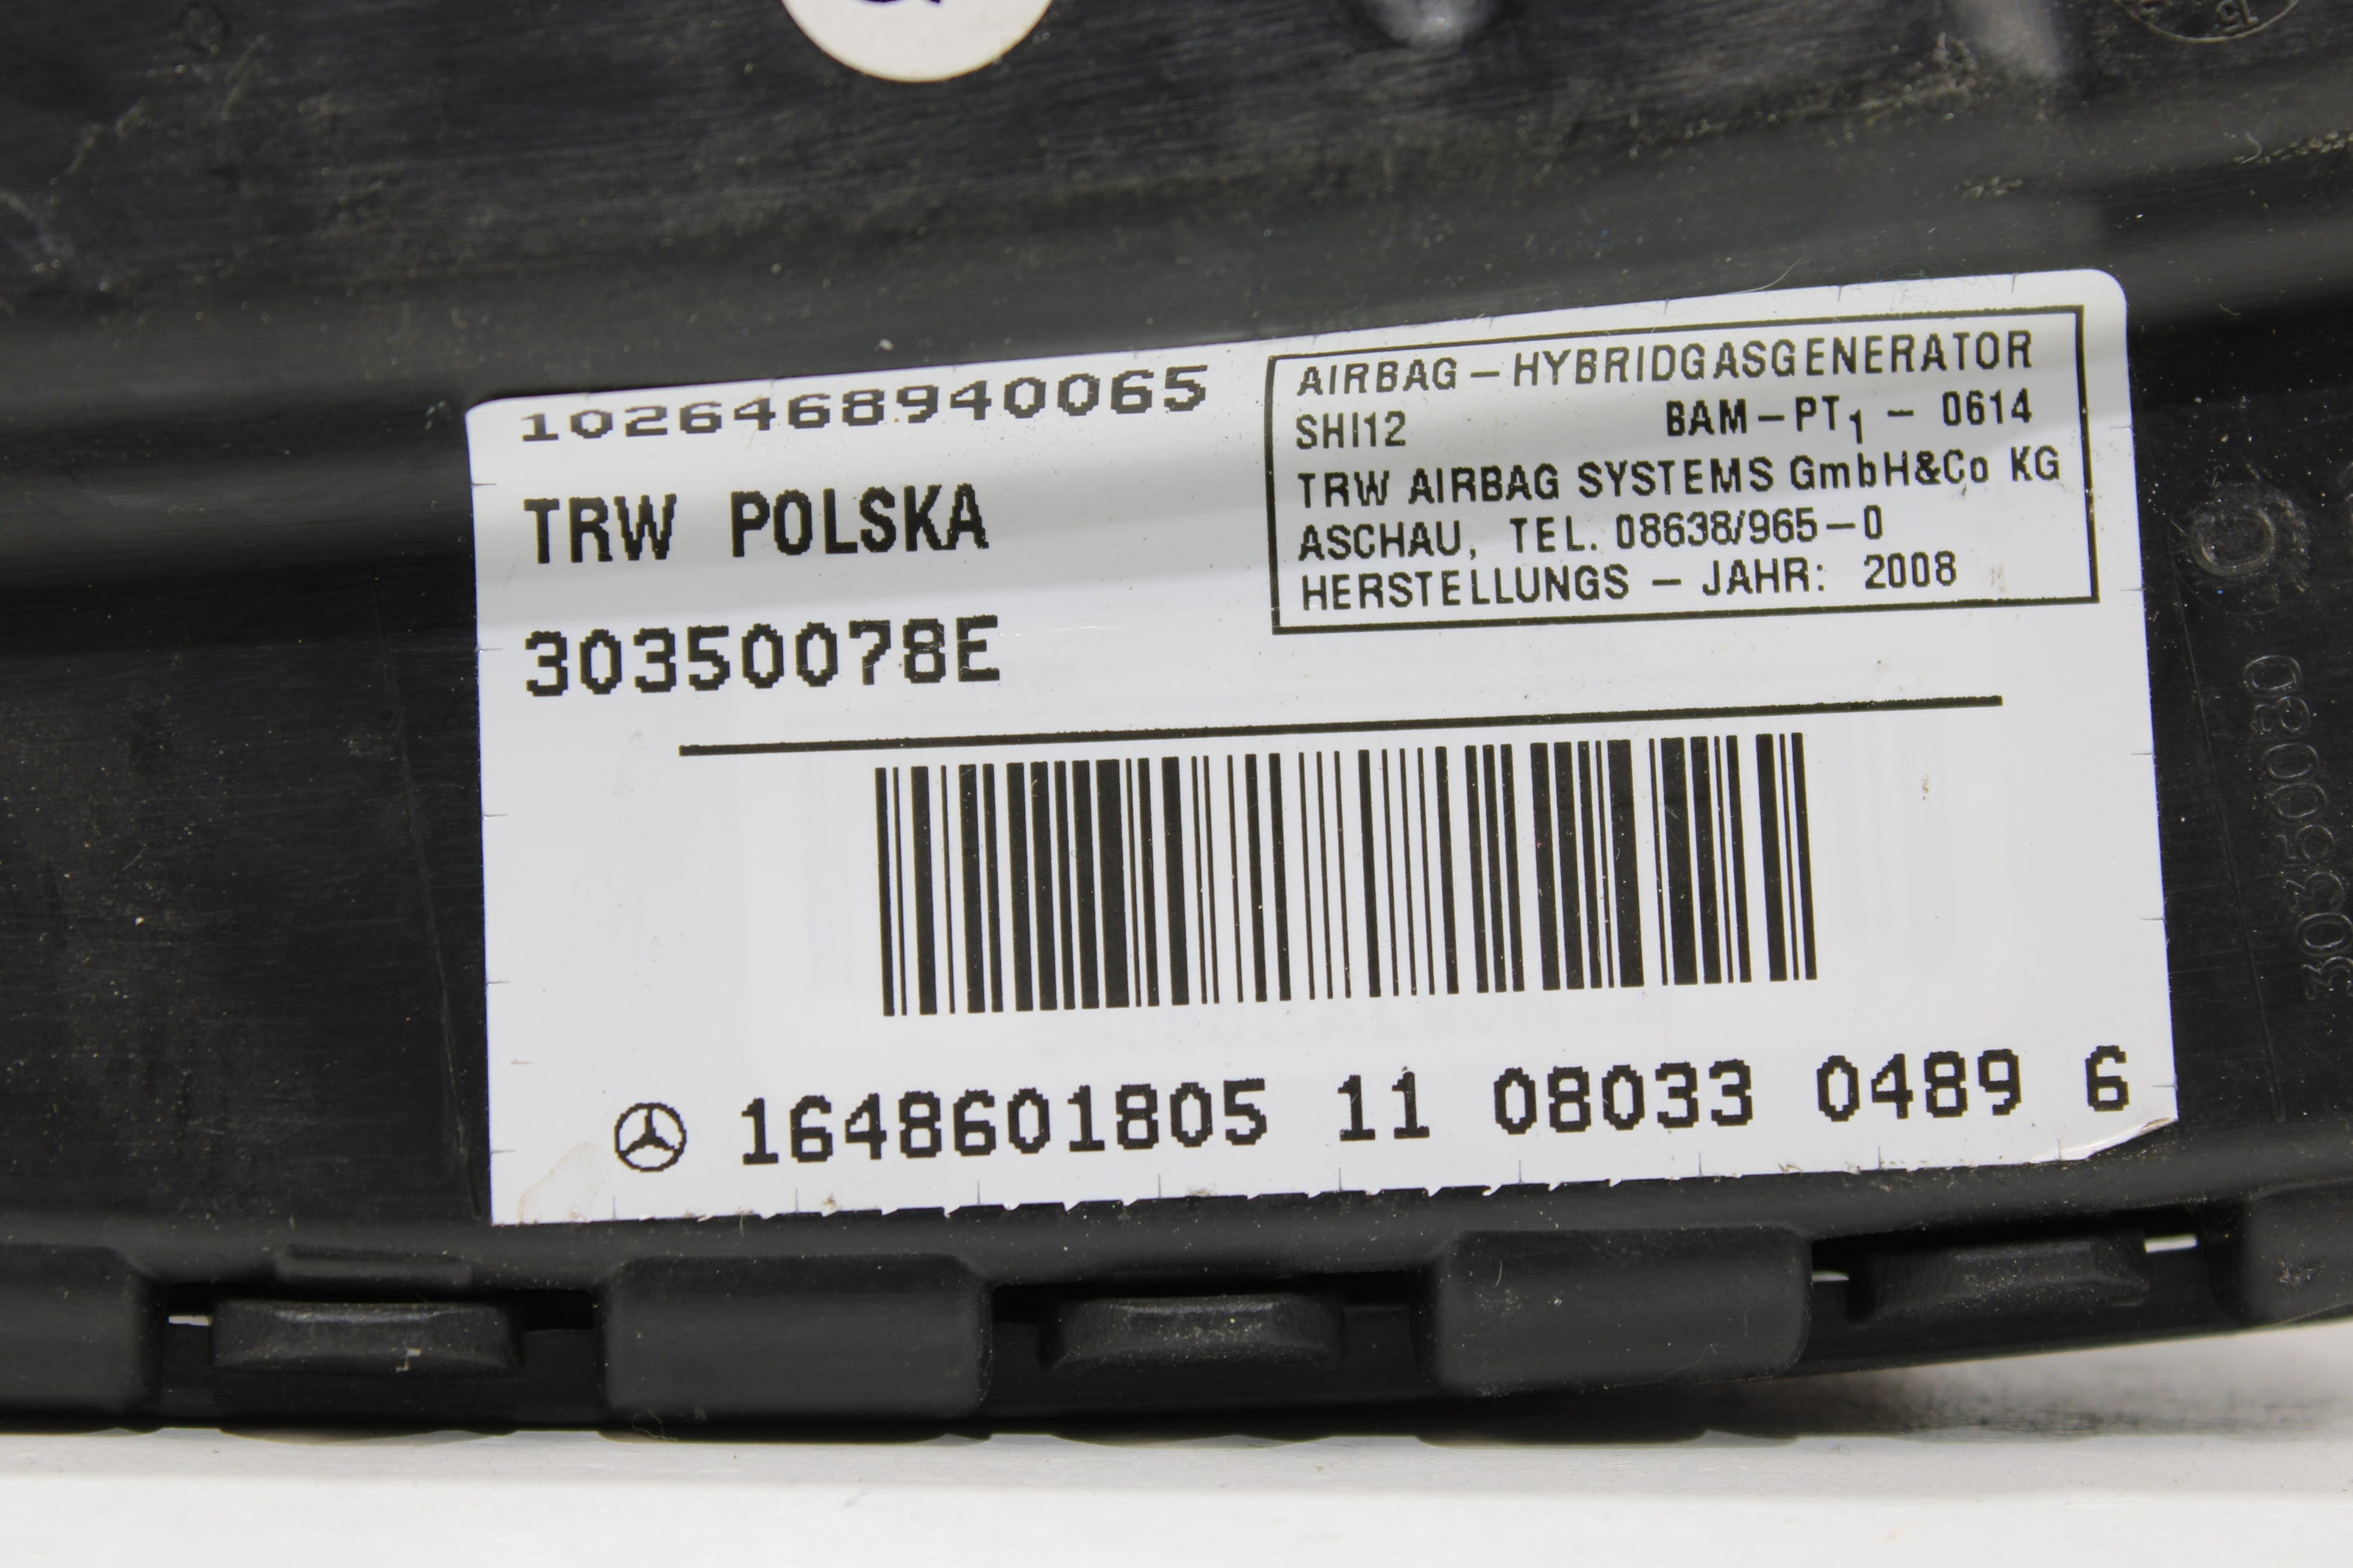 1026468940065
TRW POLSKA
30350078E
AIRBAG – HYBRIDGASGENERATOR
SHI12 BAM–PT1 – 0614
TRW AIRBAG SYSTEMS GmbH&Co KG
ASCHAU, TEL. 08638/965–0
HERSTELLUNGS – JAHR: 2008
1648601805 11 08033 0489 6
30350080